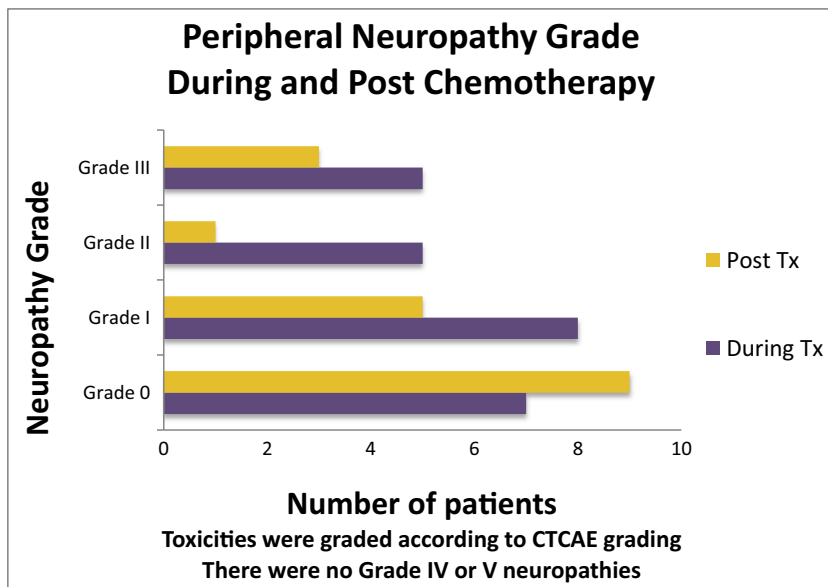 Peripheral Neuropathy Grade
During and Post Chemotherapy
Neuropathy Grade
Grade III
Grade II
Grade I
Grade 0
0 2 4 6 8 10
Post Tx
During Tx
Number of patients
Toxicities were graded according to CTCAE grading
There were no Grade IV or V neuropathies